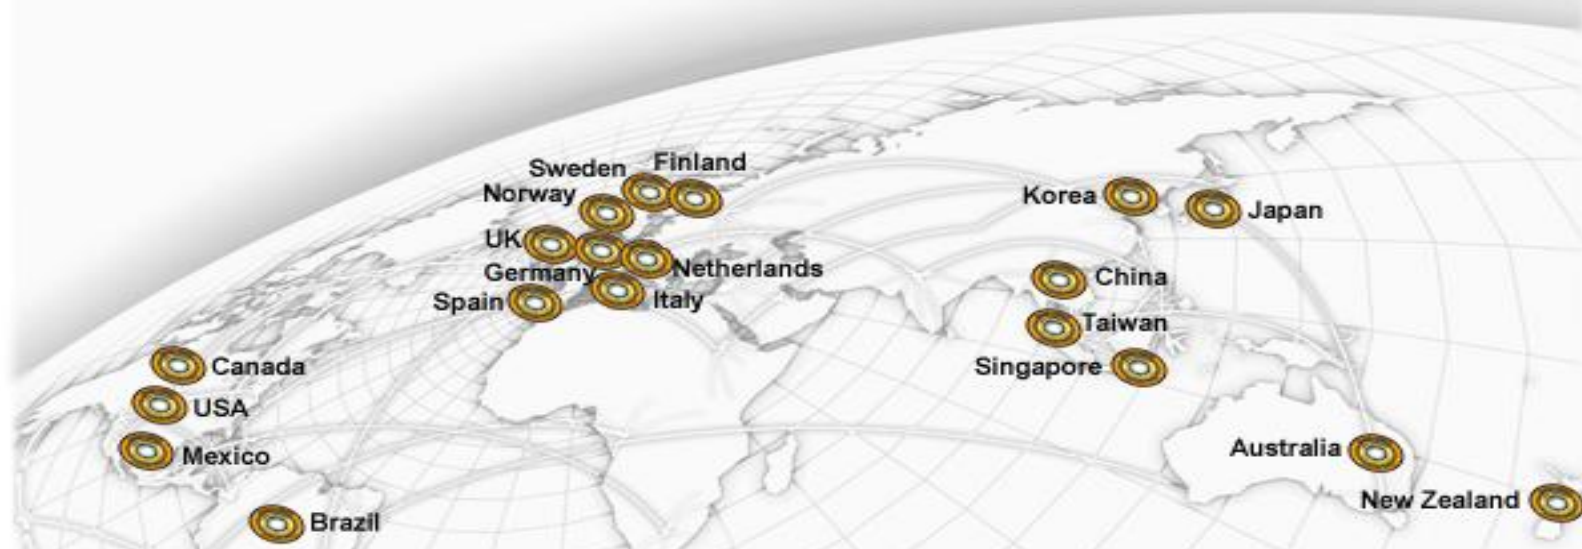 Sweden
Finland
Norway
UK
Germany
Netherlands
Spain
Italy
Korea
Japan
China
Taiwan
Singapore
Canada
USA
Mexico
Brazil
Australia
New Zealand